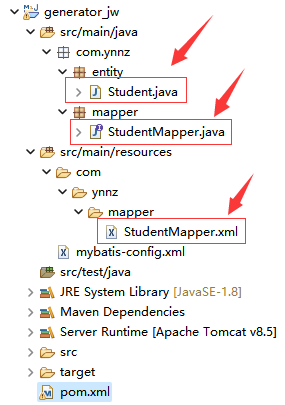 generator_jw
src/main/java
com.ynnz
entity
Student.java
mapper
StudentMapper.java
src/main/resources
com
ynnz
mapper
StudentMapper.xml
mybatis-config.xml
src/test/java
JRE System Library [JavaSE-1.8]
Maven Dependencies
Server Runtime [Apache Tomcat v8.5]
src
target
pom.xml